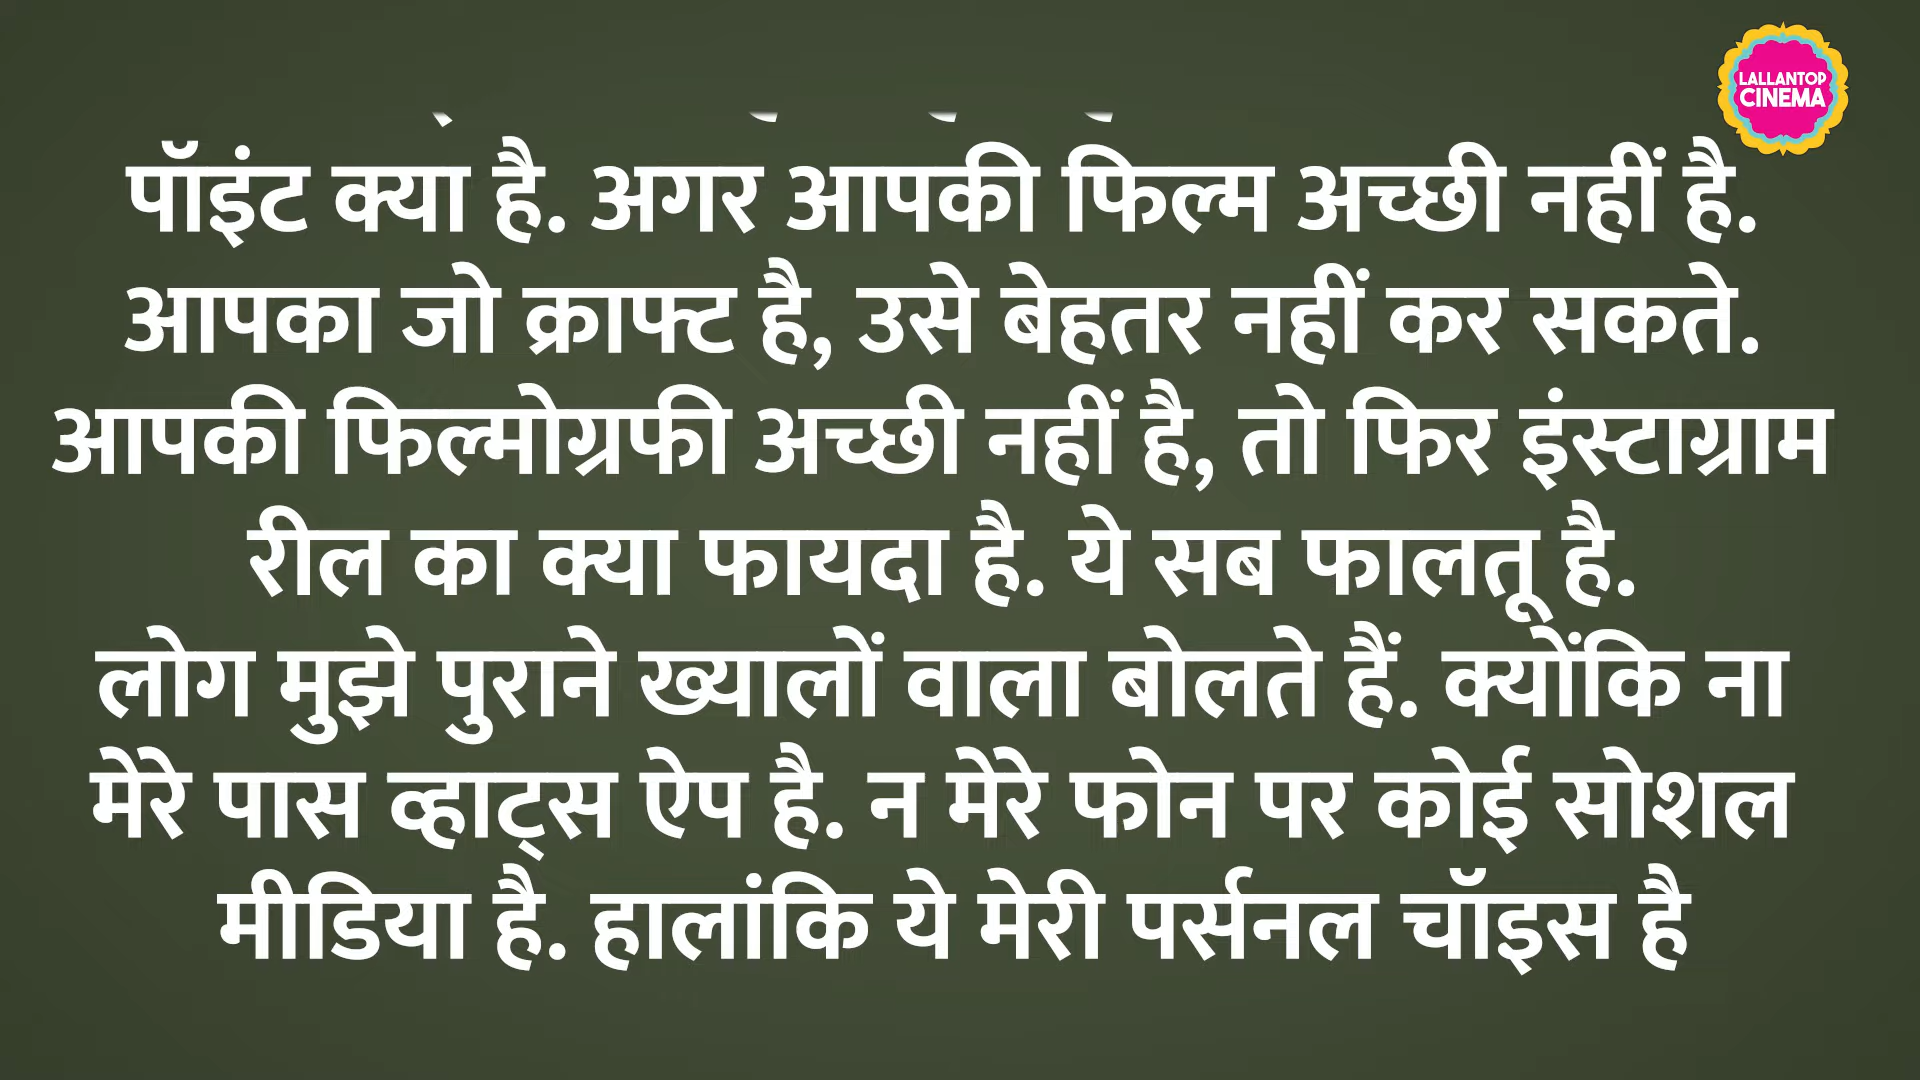 LALLANTOP
CINEMA
पॉइंट क्या है. अगर आपकी फिल्म अच्छी नहीं है.
आपका जो क्राफ्ट है, उसे बेहतर नहीं कर सकते.
आपकी फिल्मोग्रफी अच्छी नहीं है, तो फिर इंस्टाग्राम
रील का क्या फायदा है. ये सब फालतू है.
लोग मुझे पुराने ख्यालों वाला बोलते हैं. क्योंकि ना
मेरे पास व्हाट्स ऐप है. न मेरे फोन पर कोई सोशल
मीडिया है. हालांकि ये मेरी पर्सनल चॉइस है